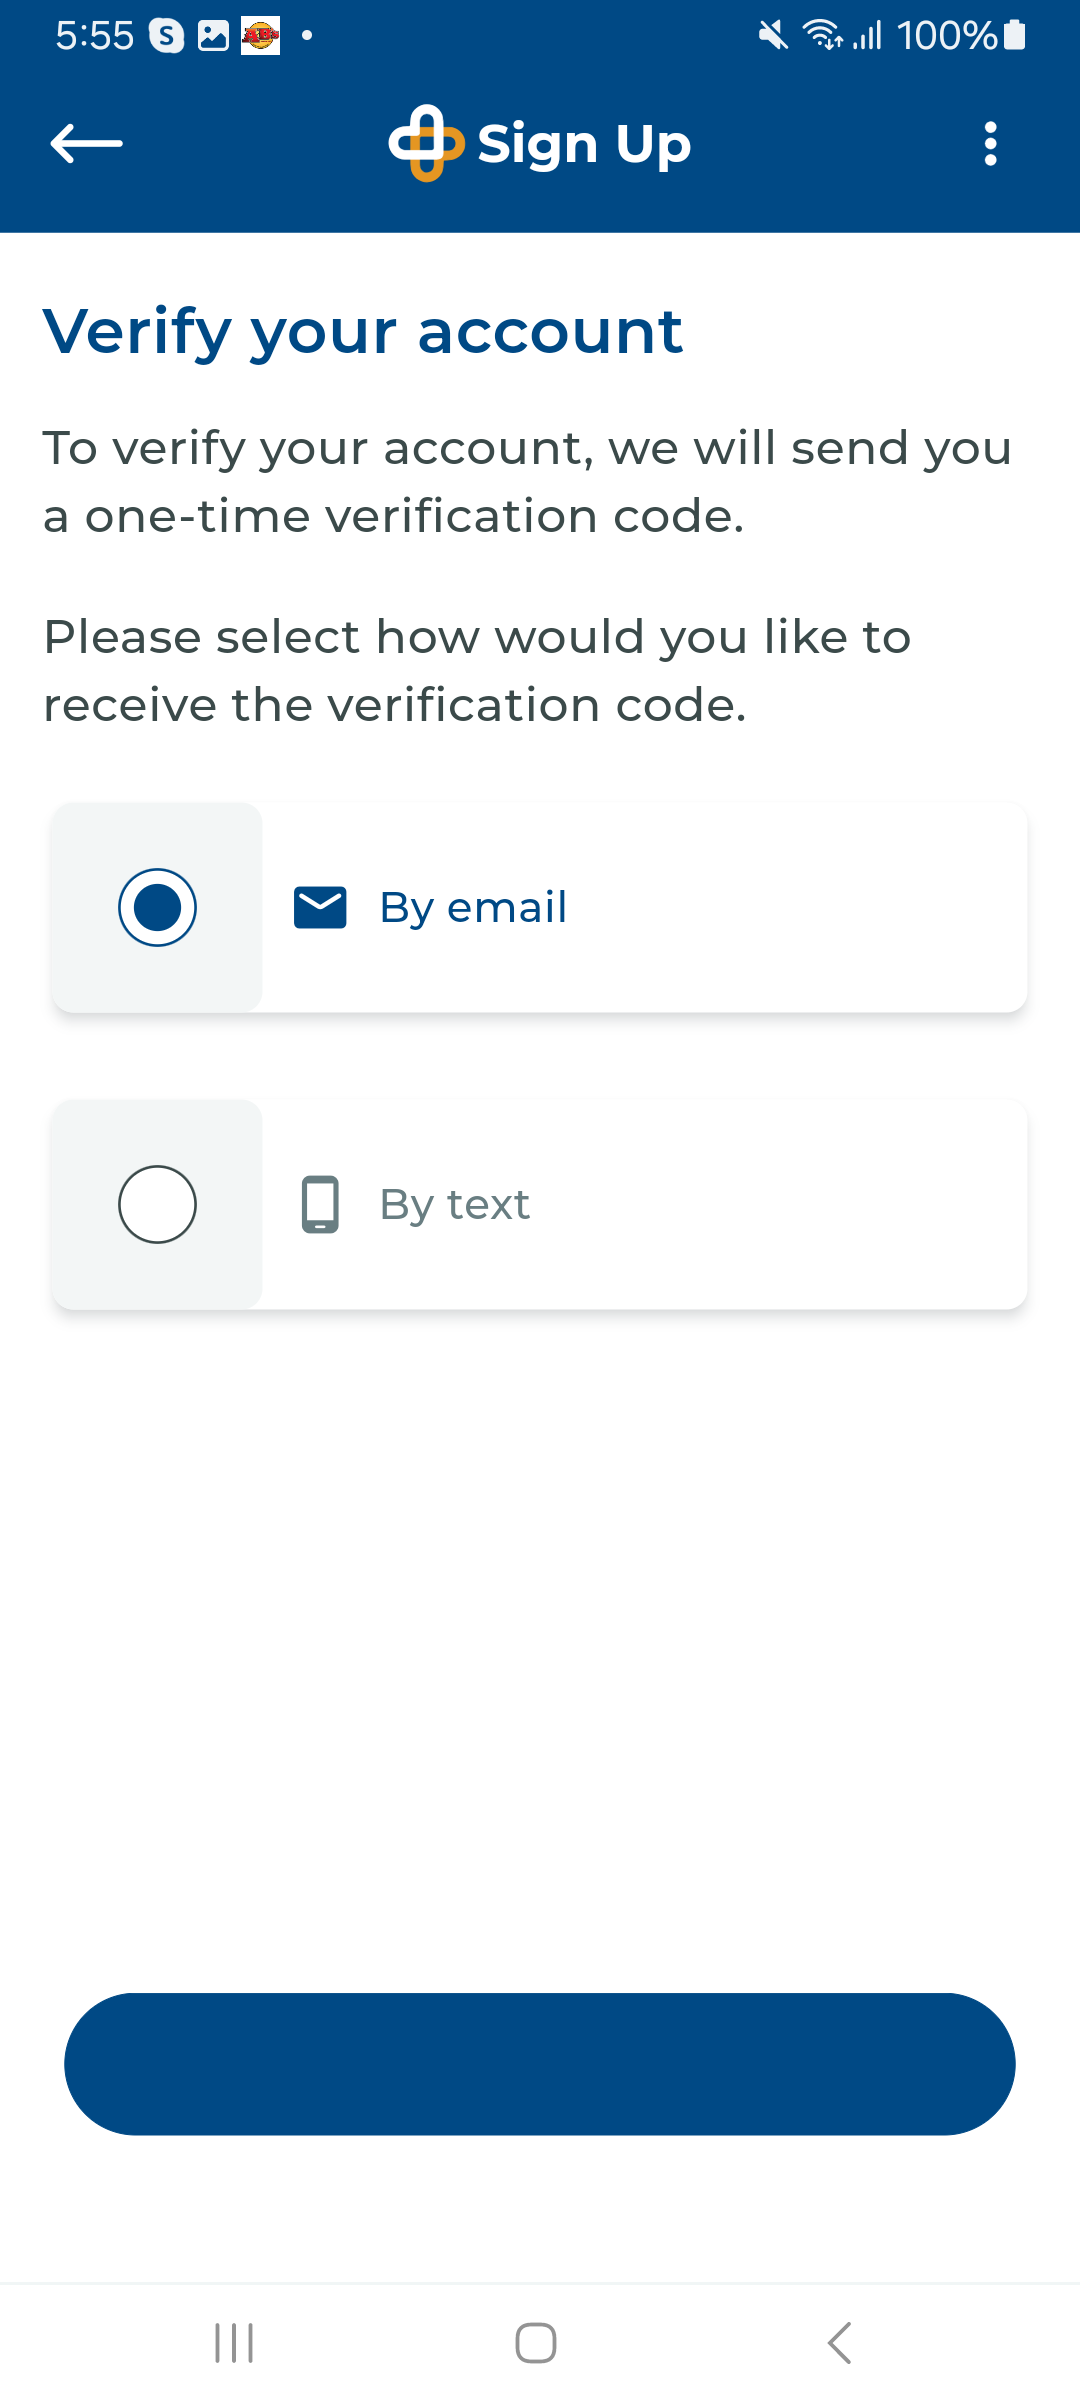 5:55
100%
Sign Up
Verify your account
To verify your account, we will send you
a one-time verification code.
Please select how would you like to
receive the verification code.
By email
By text